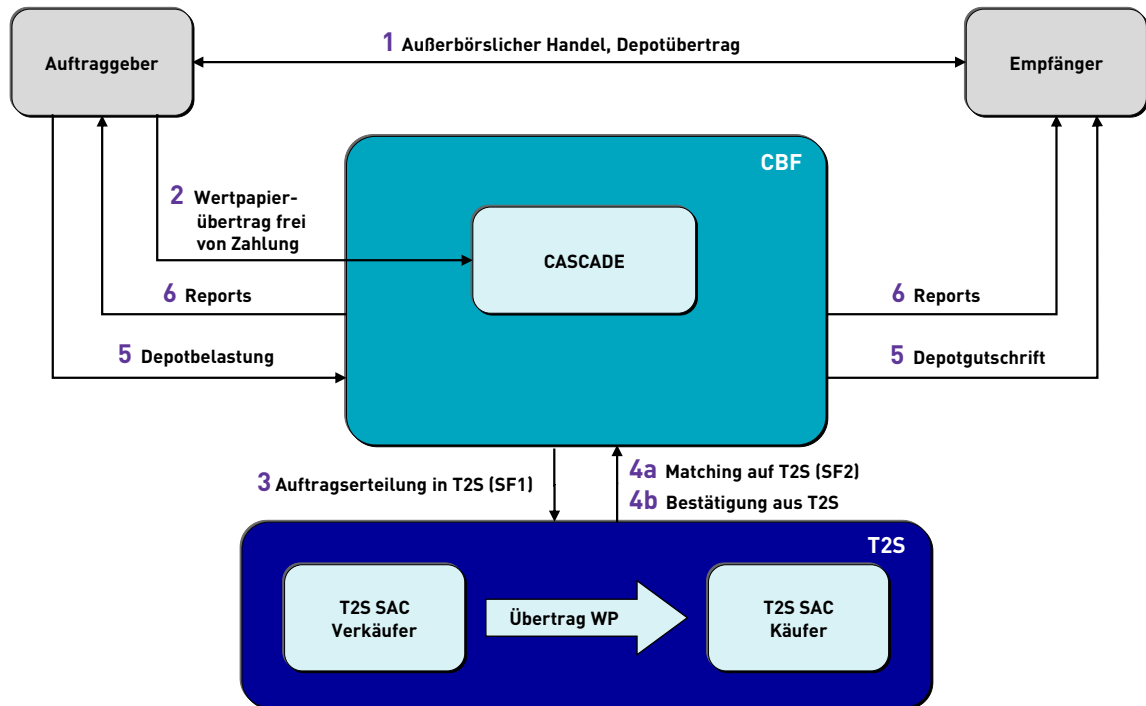 1 Außerbörslicher Handel, Depotübertrag
Auftraggeber
Empfänger
CBF
2 Wertpapier-
übertrag frei
von Zahlung
CASCADE
6 Reports
6 Reports
5 Depotbelastung
5 Depotgutschrift
3 Auftragserteilung in T2S (SF1)
4a Matching auf T2S (SF2)
4b Bestätigung aus T2S
T2S
T2S SAC
Verkäufer
Übertrag WP
T2S SAC
Käufer